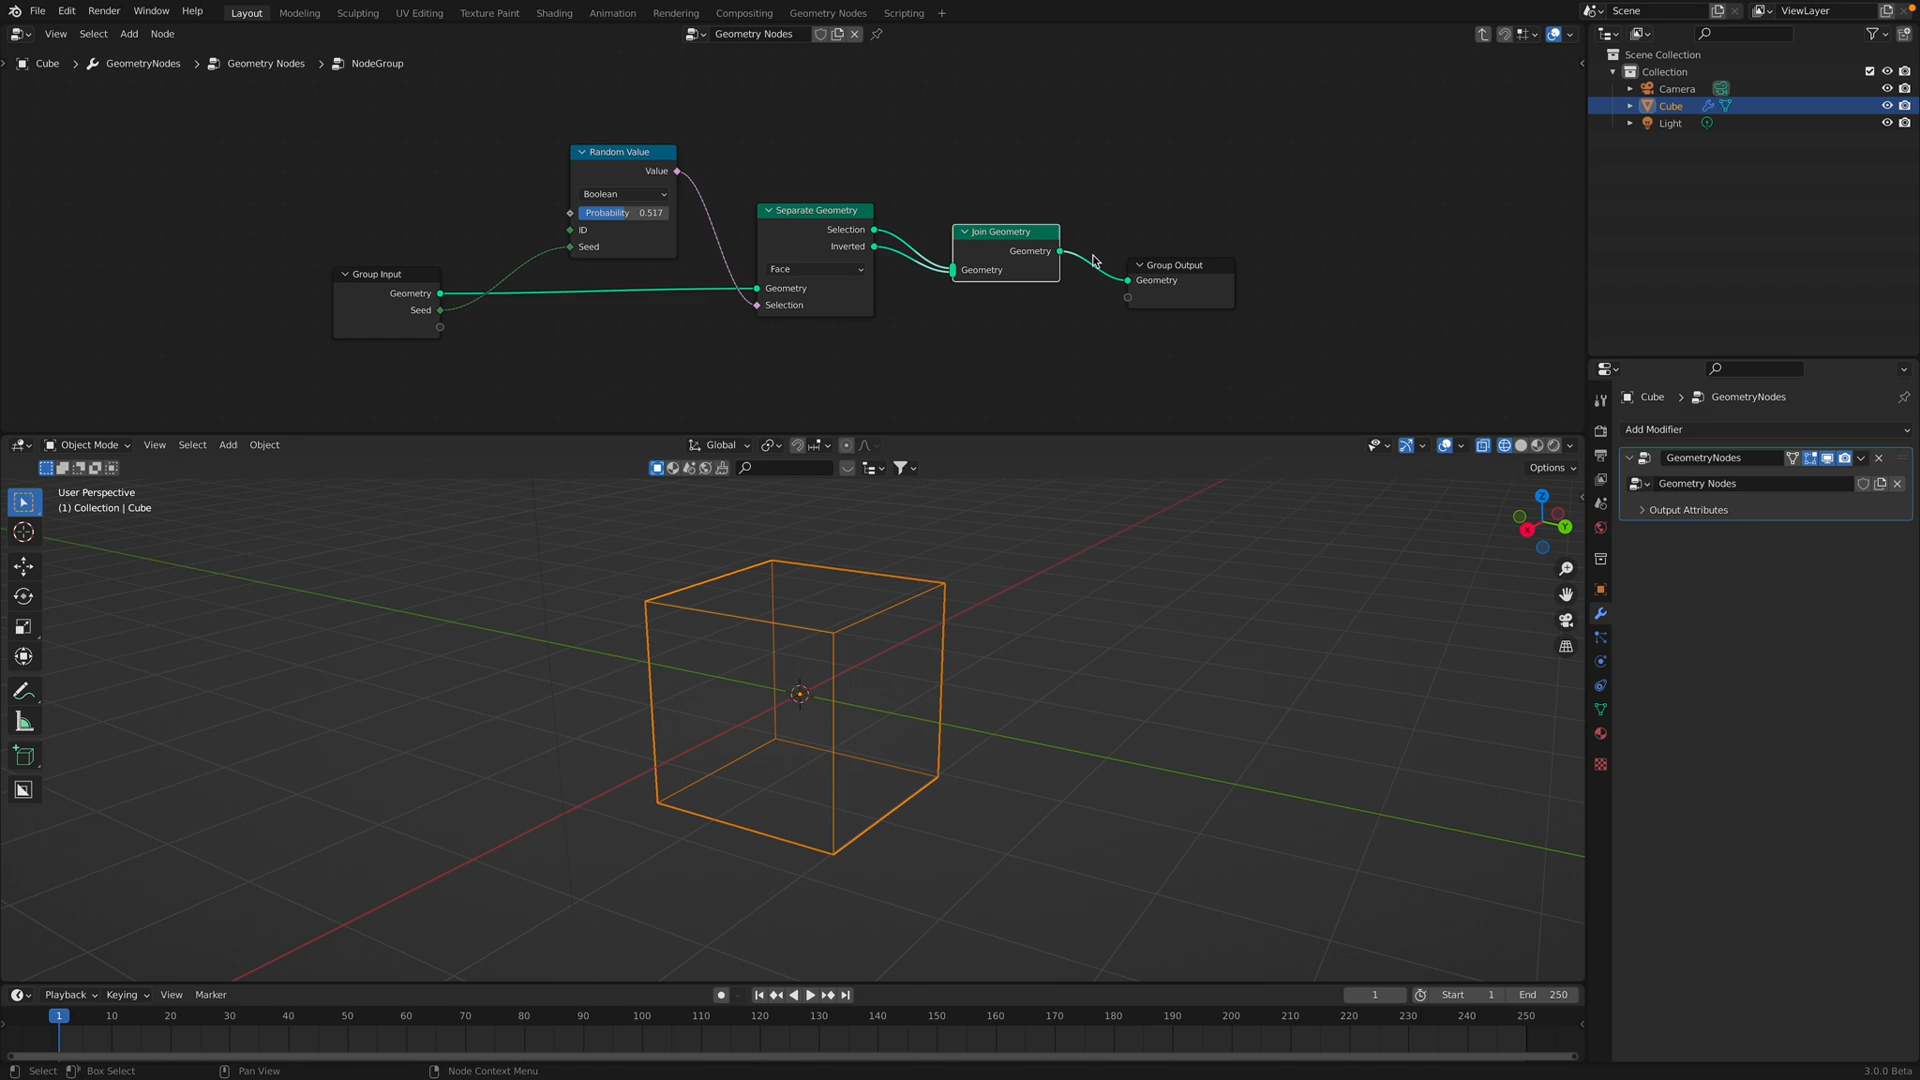 File Edit Render Window Help
Layout Modeling Sculpting UV Editing Texture Paint Shading Animation Rendering Compositing Geometry Nodes Scripting +
Scene
ViewLayer
View Select Add Node
Geometry Nodes
Cube > GeometryNodes > Geometry Nodes > NodeGroup
Random Value
Value
Boolean
Probability 0.517
ID
Seed
Group Input
Geometry
Seed
Separate Geometry
Selection
Inverted
Face
Geometry
Selection
Join Geometry
Geometry
Geometry
Group Output
Geometry
Scene Collection
Collection
Camera
Cube
Light
Cube > GeometryNodes
Add Modifier
GeometryNodes
Geometry Nodes
Output Attributes
Object Mode View Select Add Object
Global
Options
User Perspective
(1) Collection | Cube
Z
Y
X
Playback Keying View Marker
1
Start 1
End 250
1 10 20 30 40 50 60 70 80 90 100 110 120 130 140 150 160 170 180 190 200 210 220 230 240 250
Select Box Select Pan View Node Context Menu
3.0.0 Beta